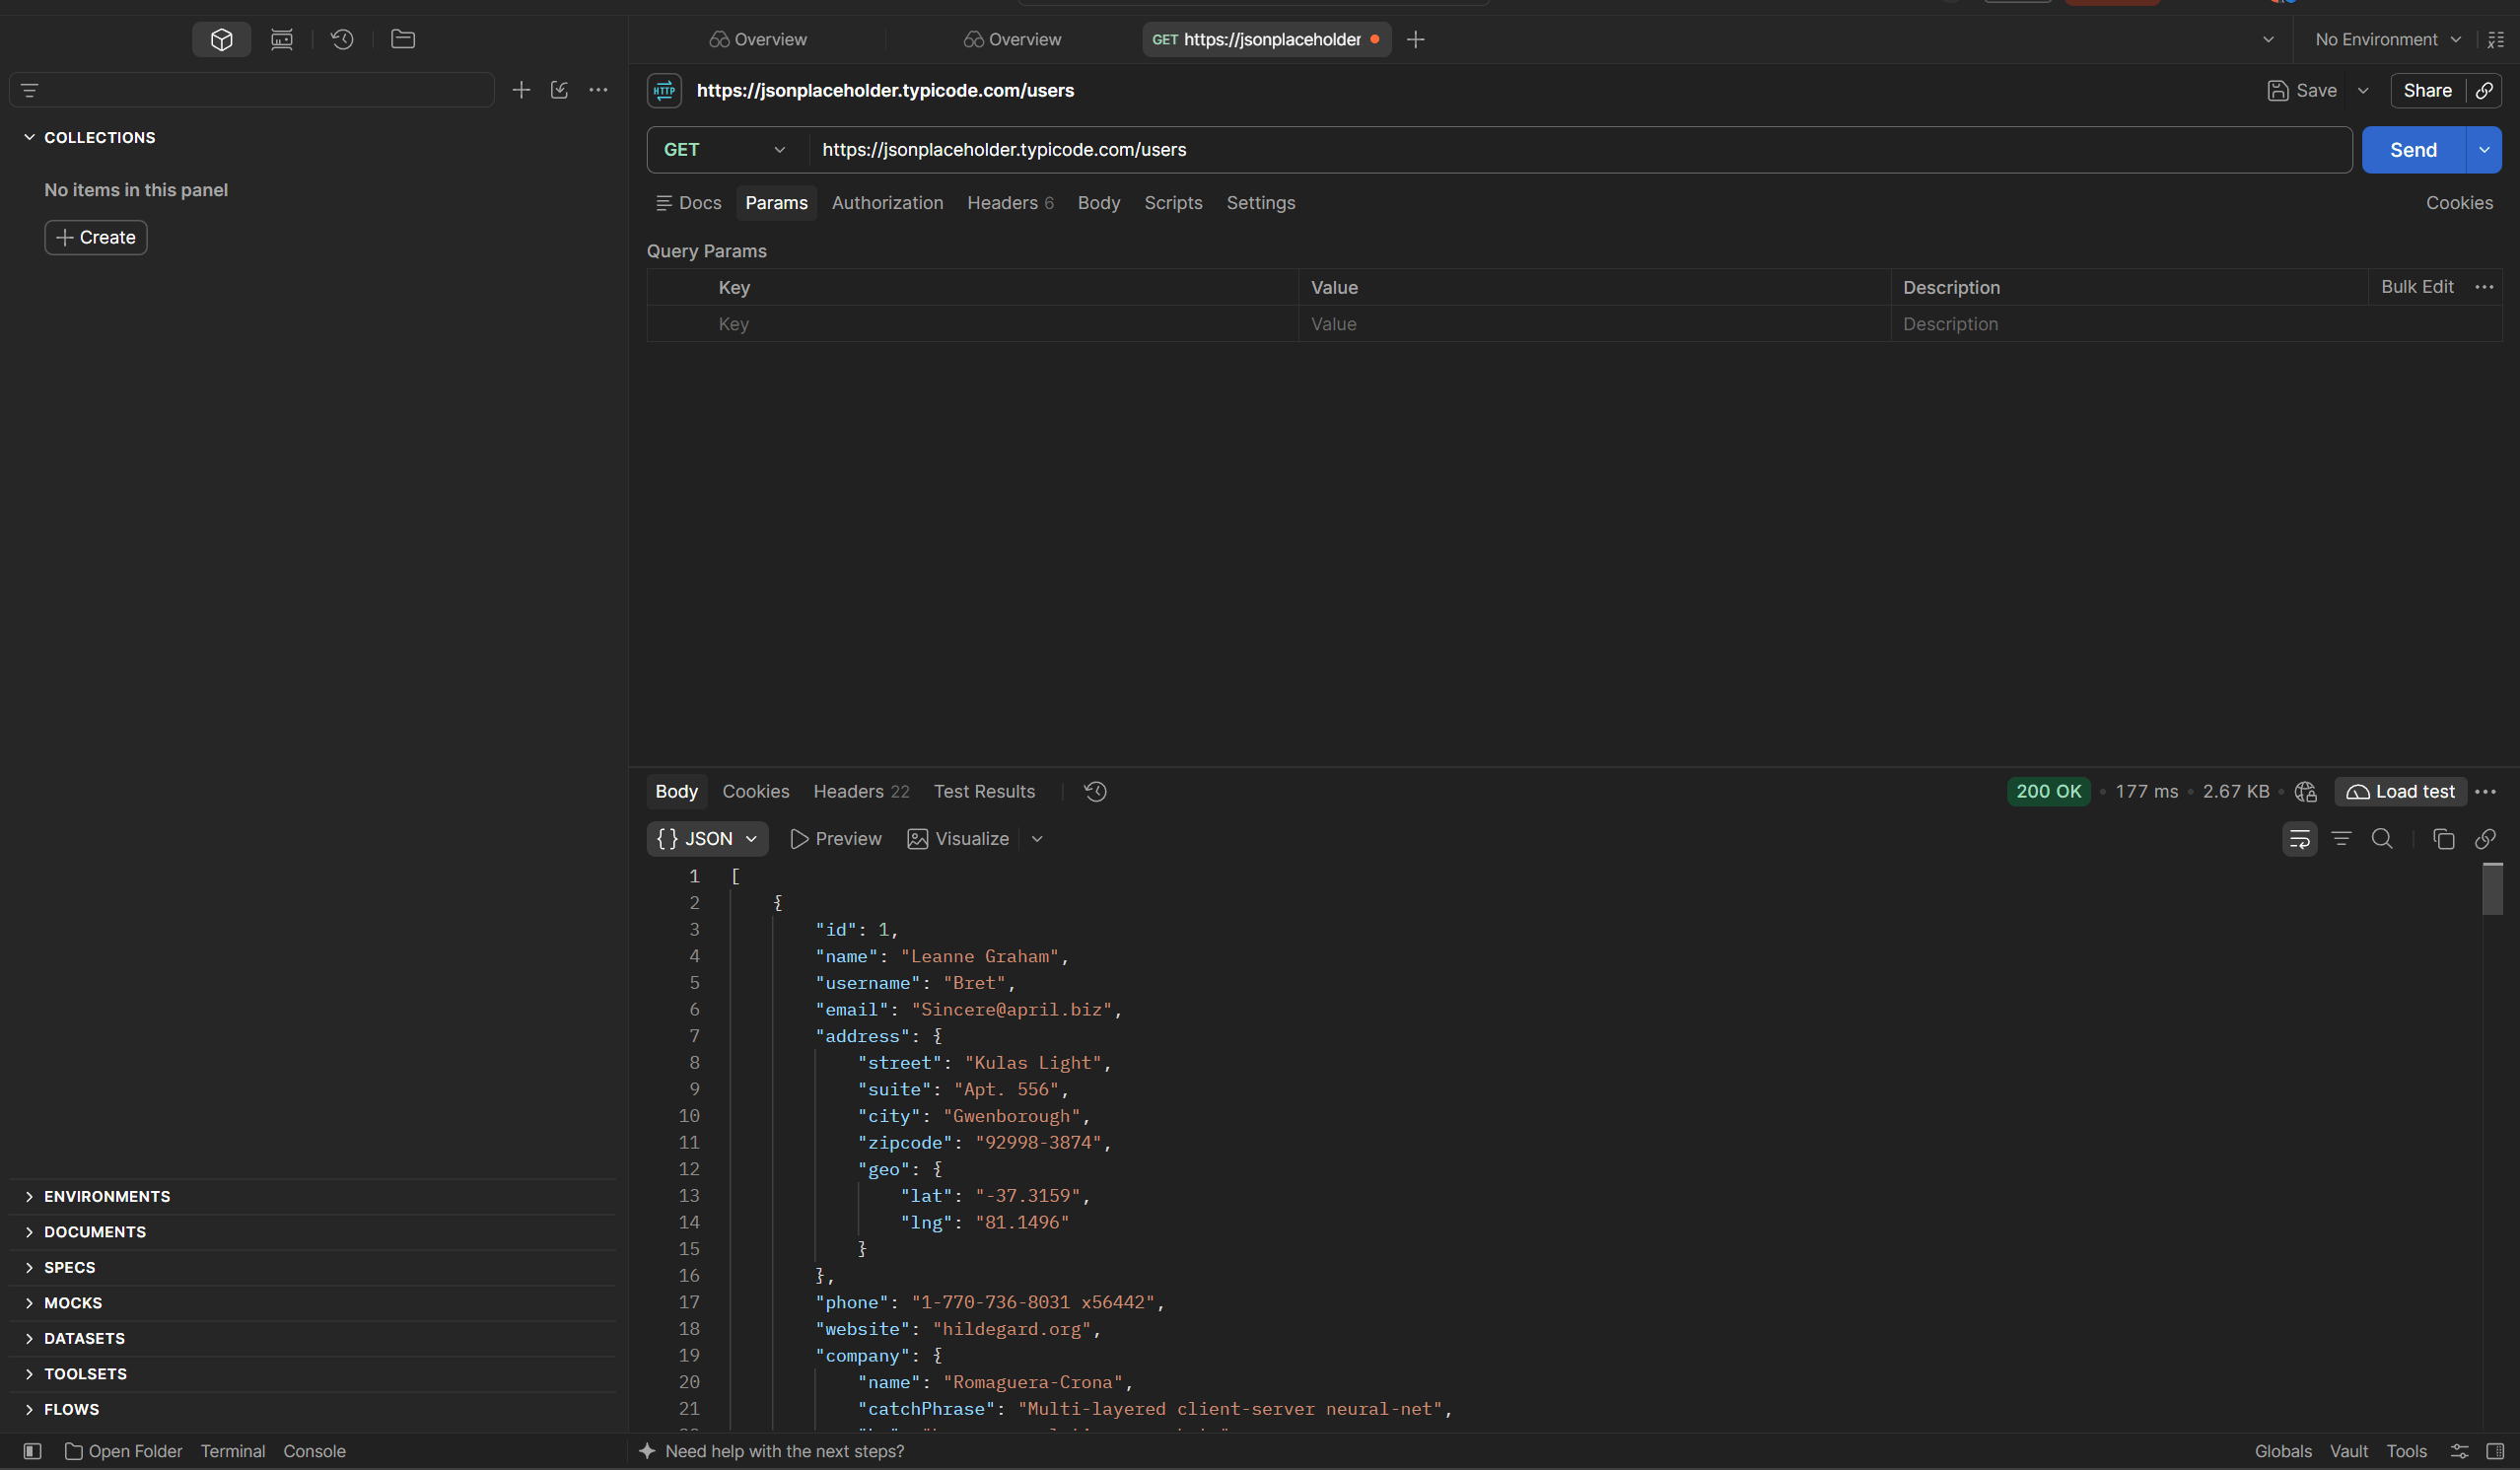 Overview
Overview
GET https://jsonplaceholder
No Environment
COLLECTIONS
No items in this panel
Create
HTTP
https://jsonplaceholder.typicode.com/users
Save
Share
GET
https://jsonplaceholder.typicode.com/users
Send
Docs
Params
Authorization
Headers 6
Body
Scripts
Settings
Cookies
Query Params
Key Value Description Bulk Edit
Key Value Description
Body
Cookies
Headers 22
Test Results
200 OK • 177 ms • 2.67 KB
Load test
{} JSON
Preview
Visualize
1 [
2 {
3 "id": 1,
4 "name": "Leanne Graham",
5 "username": "Bret",
6 "email": "Sincere@april.biz",
7 "address": {
8 "street": "Kulas Light",
9 "suite": "Apt. 556",
10 "city": "Gwenborough",
11 "zipcode": "92998-3874",
12 "geo": {
13 "lat": "-37.3159",
14 "lng": "81.1496"
15 }
16 },
17 "phone": "1-770-736-8031 x56442",
18 "website": "hildegard.org",
19 "company": {
20 "name": "Romaguera-Crona",
21 "catchPhrase": "Multi-layered client-server neural-net",
ENVIRONMENTS
DOCUMENTS
SPECS
MOCKS
DATASETS
TOOLSETS
FLOWS
Open Folder
Terminal
Console
Need help with the next steps?
Globals
Vault
Tools